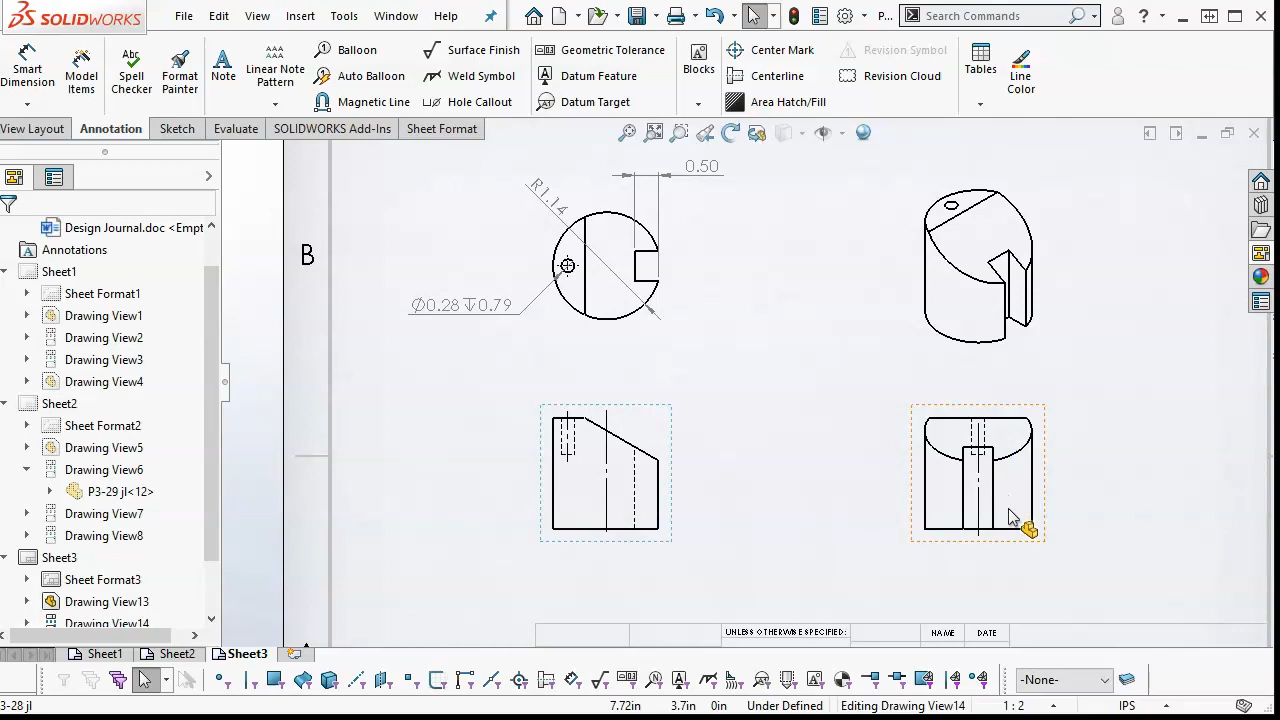 SOLIDWORKS
File
Edit
View
Insert
Tools
Window
Help
P...
Search Commands
Smart
Dimension
Model
Items
Spell
Checker
Format
Painter
Note
Linear Note
Pattern
Balloon
Auto Balloon
Magnetic Line
Surface Finish
Weld Symbol
Hole Callout
Geometric Tolerance
Datum Feature
Datum Target
Blocks
Center Mark
Centerline
Area Hatch/Fill
Revision Symbol
Revision Cloud
Tables
Line
Color
View Layout
Annotation
Sketch
Evaluate
SOLIDWORKS Add-Ins
Sheet Format
Design Journal.doc <Empt
Annotations
Sheet1
Sheet Format1
Drawing View1
Drawing View2
Drawing View3
Drawing View4
Sheet2
Sheet Format2
Drawing View5
Drawing View6
P3-29 jl<12>
Drawing View7
Drawing View8
Sheet3
Sheet Format3
Drawing View13
Drawing View14
B
R1.14
0.50
Ø0.28↧0.79
UNLESS OTHERWISE SPECIFIED:
NAME
DATE
Sheet1
Sheet2
Sheet3
-None-
3-28 jl
7.72in
3.7in
0in
Under Defined
Editing Drawing View14
1 : 2
IPS